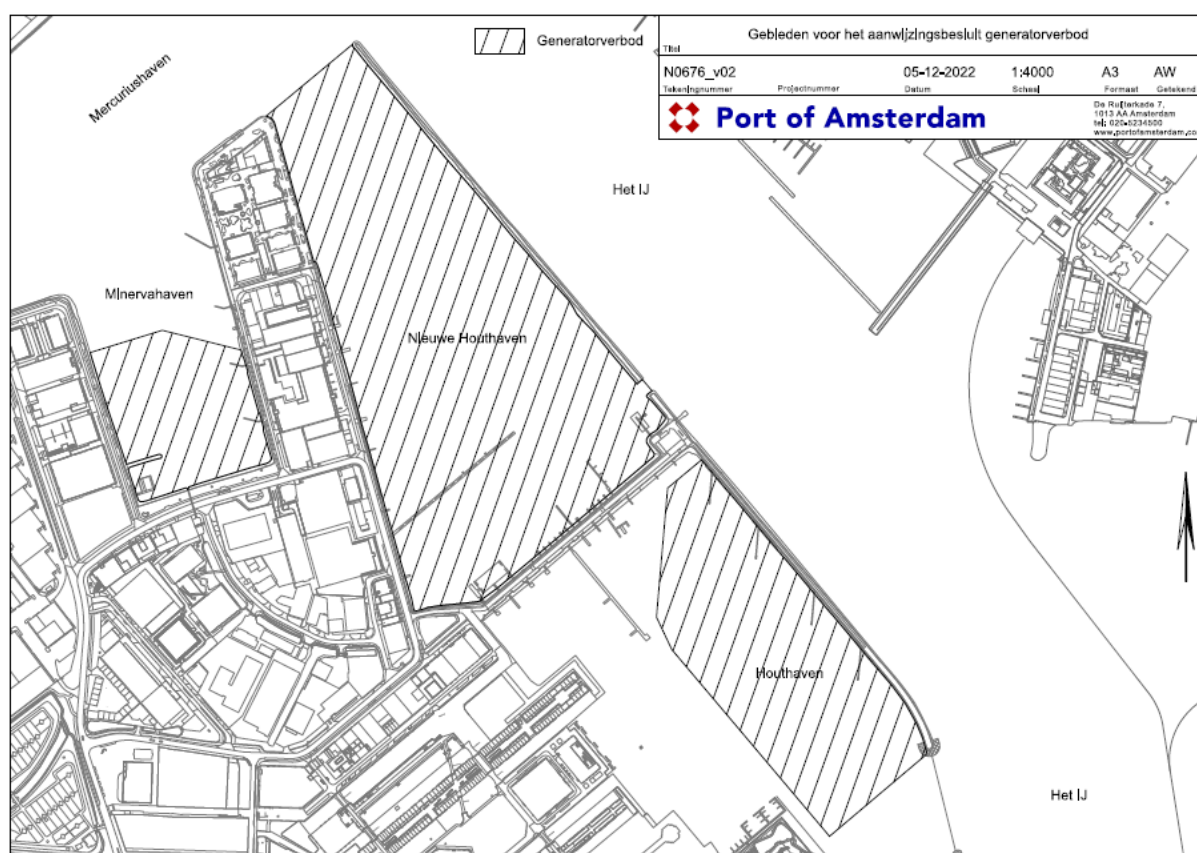 Generatorverbod
Gebieden voor het aanwijzingsbesluit generatorverbod
Titel
N0676_v02 05-12-2022 1:4000 A3 AW
Tekeningnummer Projectnummer Datum Schaal Formaat Getekend
Port of Amsterdam
De Ruijterkade 7,
1013 AA Amsterdam
tel: 020-5234500
www.portofamsterdam.co
Mercuriushaven
Het IJ
Minervahaven
Nieuwe Houthaven
Houthaven
Het IJ